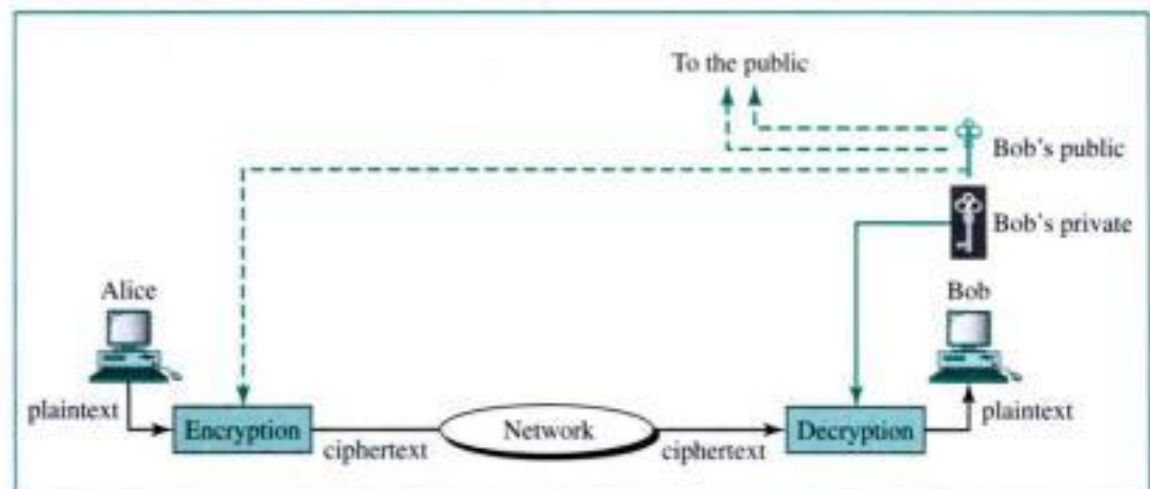 To the public
Bob's public
Bob's private
Alice
Bob
plaintext
Encryption
ciphertext
Network
ciphertext
Decryption
plaintext